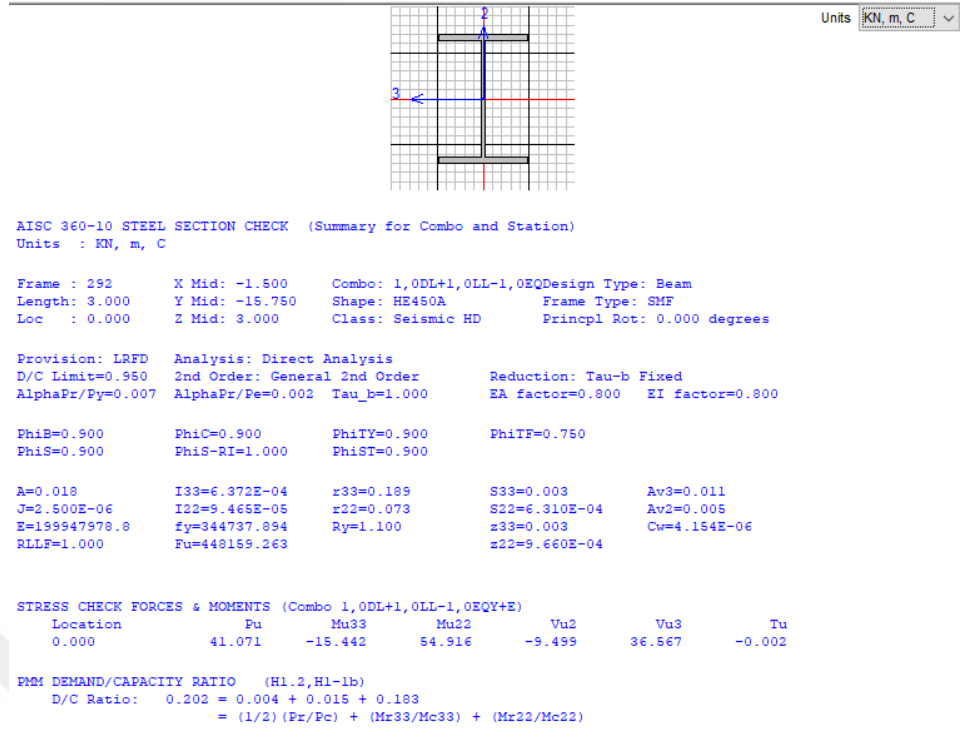 Units KN, m, C
2
3
AISC 360-10 STEEL SECTION CHECK (Summary for Combo and Station)
Units : KN, m, C
Frame : 292 X Mid: -1.500 Combo: 1,0DL+1,0LL-1,0EQDesign Type: Beam
Length: 3.000 Y Mid: -15.750 Shape: HE450A Frame Type: SMF
Loc : 0.000 Z Mid: 3.000 Class: Seismic HD Princpl Rot: 0.000 degrees
Provision: LRFD Analysis: Direct Analysis
D/C Limit=0.950 2nd Order: General 2nd Order Reduction: Tau-b Fixed
AlphaPr/Py=0.007 AlphaPr/Pe=0.002 Tau_b=1.000 EA factor=0.800 EI factor=0.800
PhiB=0.900 PhiC=0.900 PhiTY=0.900 PhiTF=0.750
PhiS=0.900 PhiS-RI=1.000 PhiST=0.900
A=0.018 I33=6.372E-04 r33=0.189 S33=0.003 Av3=0.011
J=2.500E-06 I22=9.465E-05 r22=0.073 S22=6.310E-04 Av2=0.005
E=199947978.8 fy=344737.894 Ry=1.100 z33=0.003 Cw=4.154E-06
RLLF=1.000 Fu=448159.263 z22=9.660E-04
STRESS CHECK FORCES & MOMENTS (Combo 1,0DL+1,0LL-1,0EQY+E)
Location Pu Mu33 Mu22 Vu2 Vu3 Tu
0.000 41.071 -15.442 54.916 -9.499 36.567 -0.002
PMM DEMAND/CAPACITY RATIO (H1.2,H1-1b)
D/C Ratio: 0.202 = 0.004 + 0.015 + 0.183
= (1/2)(Pr/Pc) + (Mr33/Mc33) + (Mr22/Mc22)